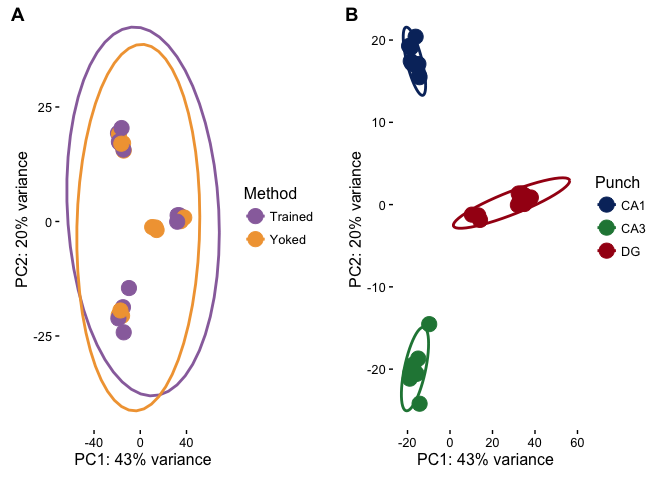 A
PC2: 20% variance
25
0
-25
-40
0
40
PC1: 43% variance
Method
Trained
Yoked
B
PC2: 20% variance
20
10
0
-10
-20
-20
0
20
40
60
PC1: 43% variance
Punch
CA1
CA3
DG